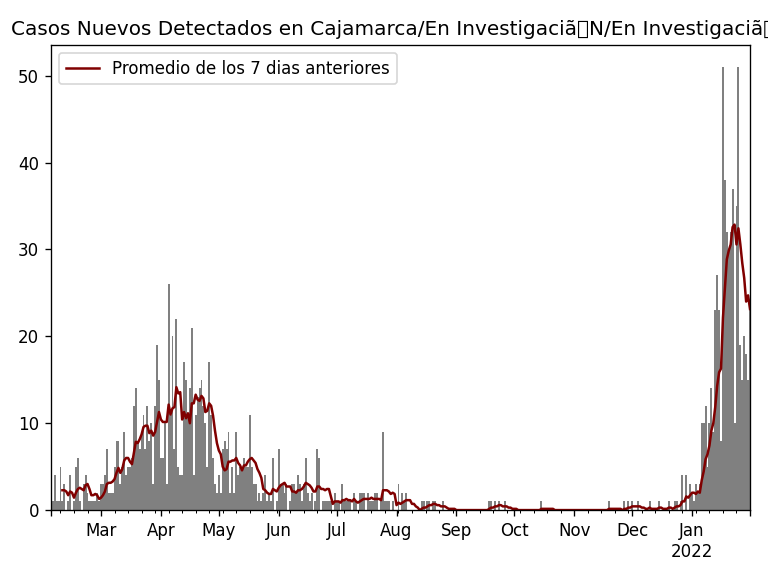 Casos Nuevos Detectados en Cajamarca/En Investigaciã▯N/En Investigaciã▯
Promedio de los 7 dias anteriores
50
40
30
20
10
0
Mar Apr May Jun Jul Aug Sep Oct Nov Dec Jan
2022